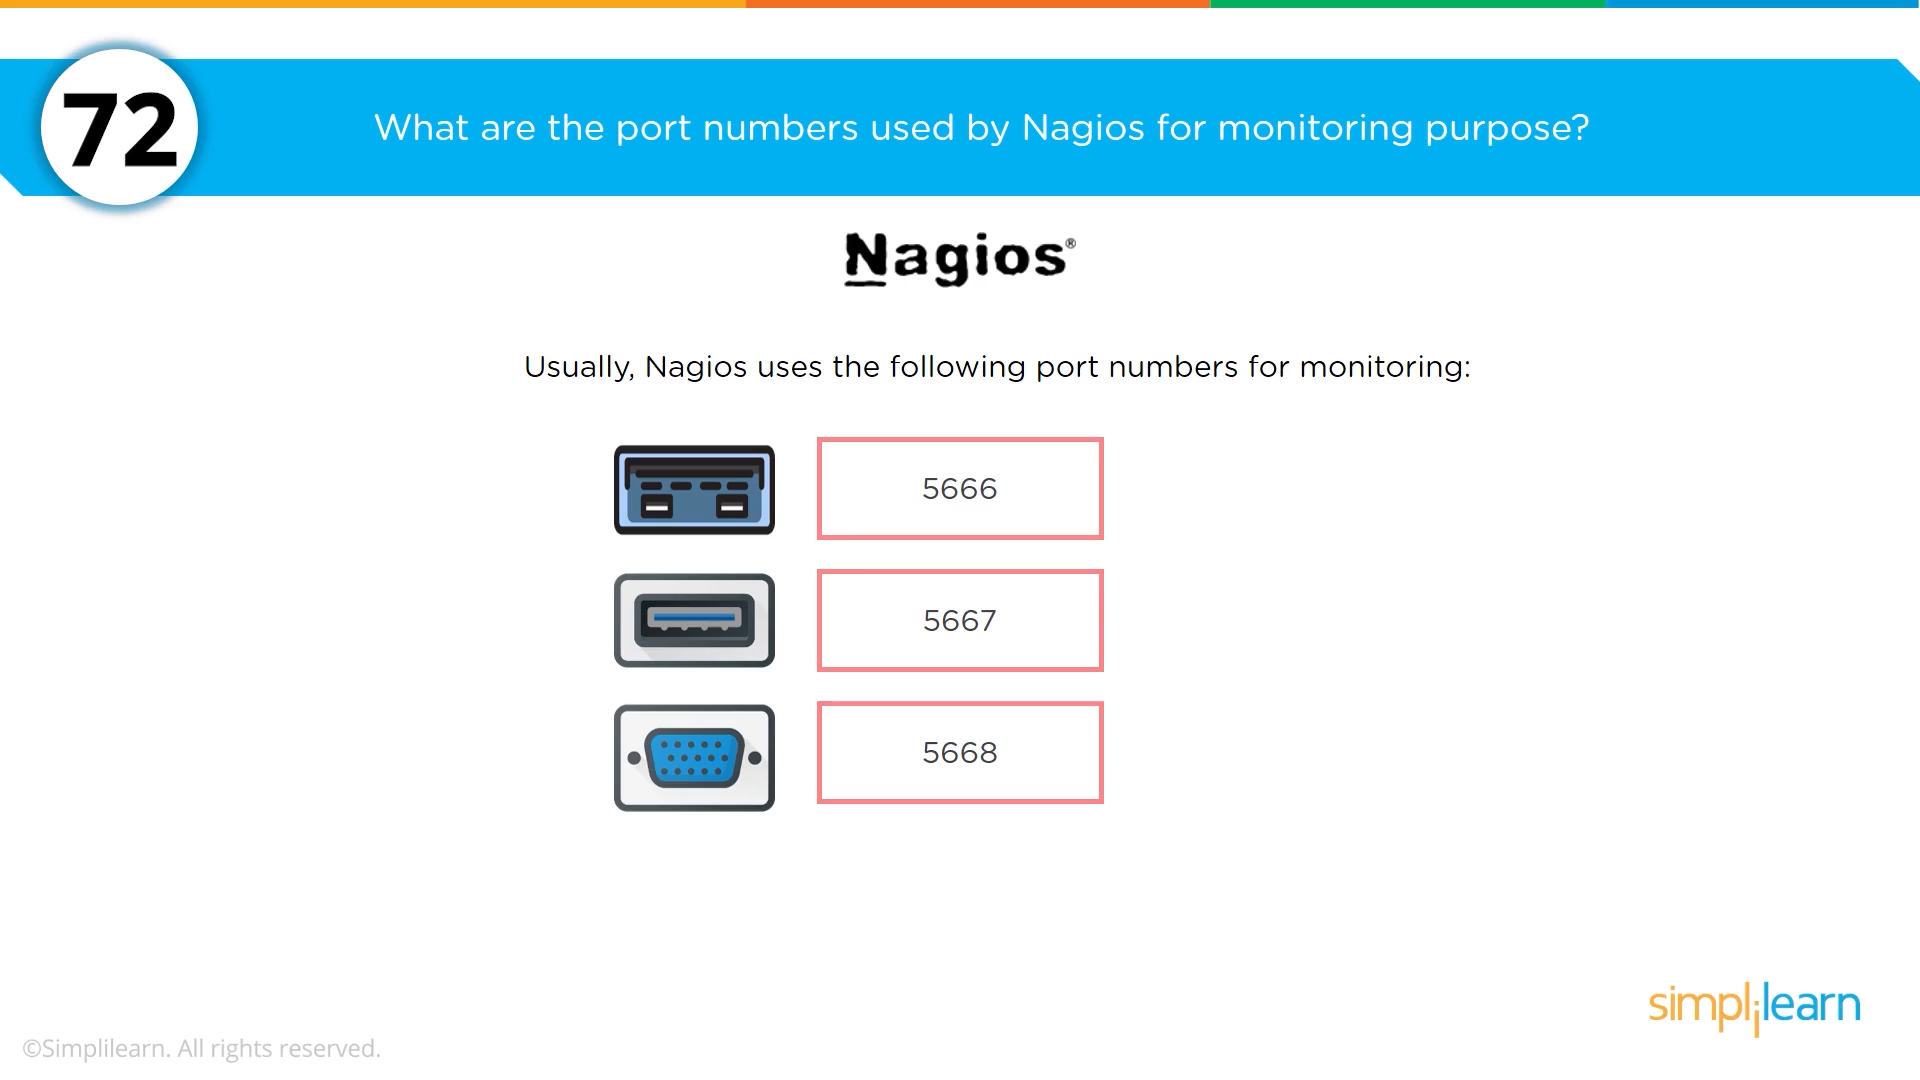 72
What are the port numbers used by Nagios for monitoring purpose?
Nagios®
Usually, Nagios uses the following port numbers for monitoring:
5666
5667
5668
simplilearn
©Simplilearn. All rights reserved.